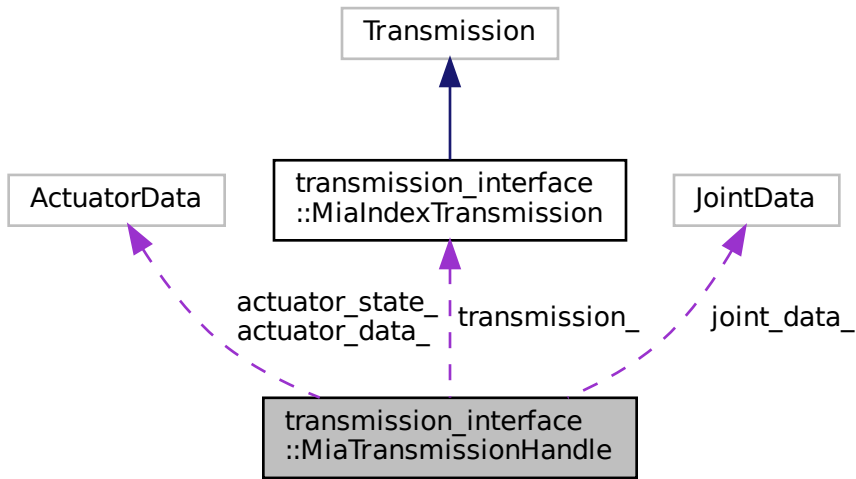 Transmission
ActuatorData
transmission_interface
::MiaIndexTransmission
JointData
actuator_state_
actuator_data_
transmission_
joint_data_
transmission_interface
::MiaTransmissionHandle